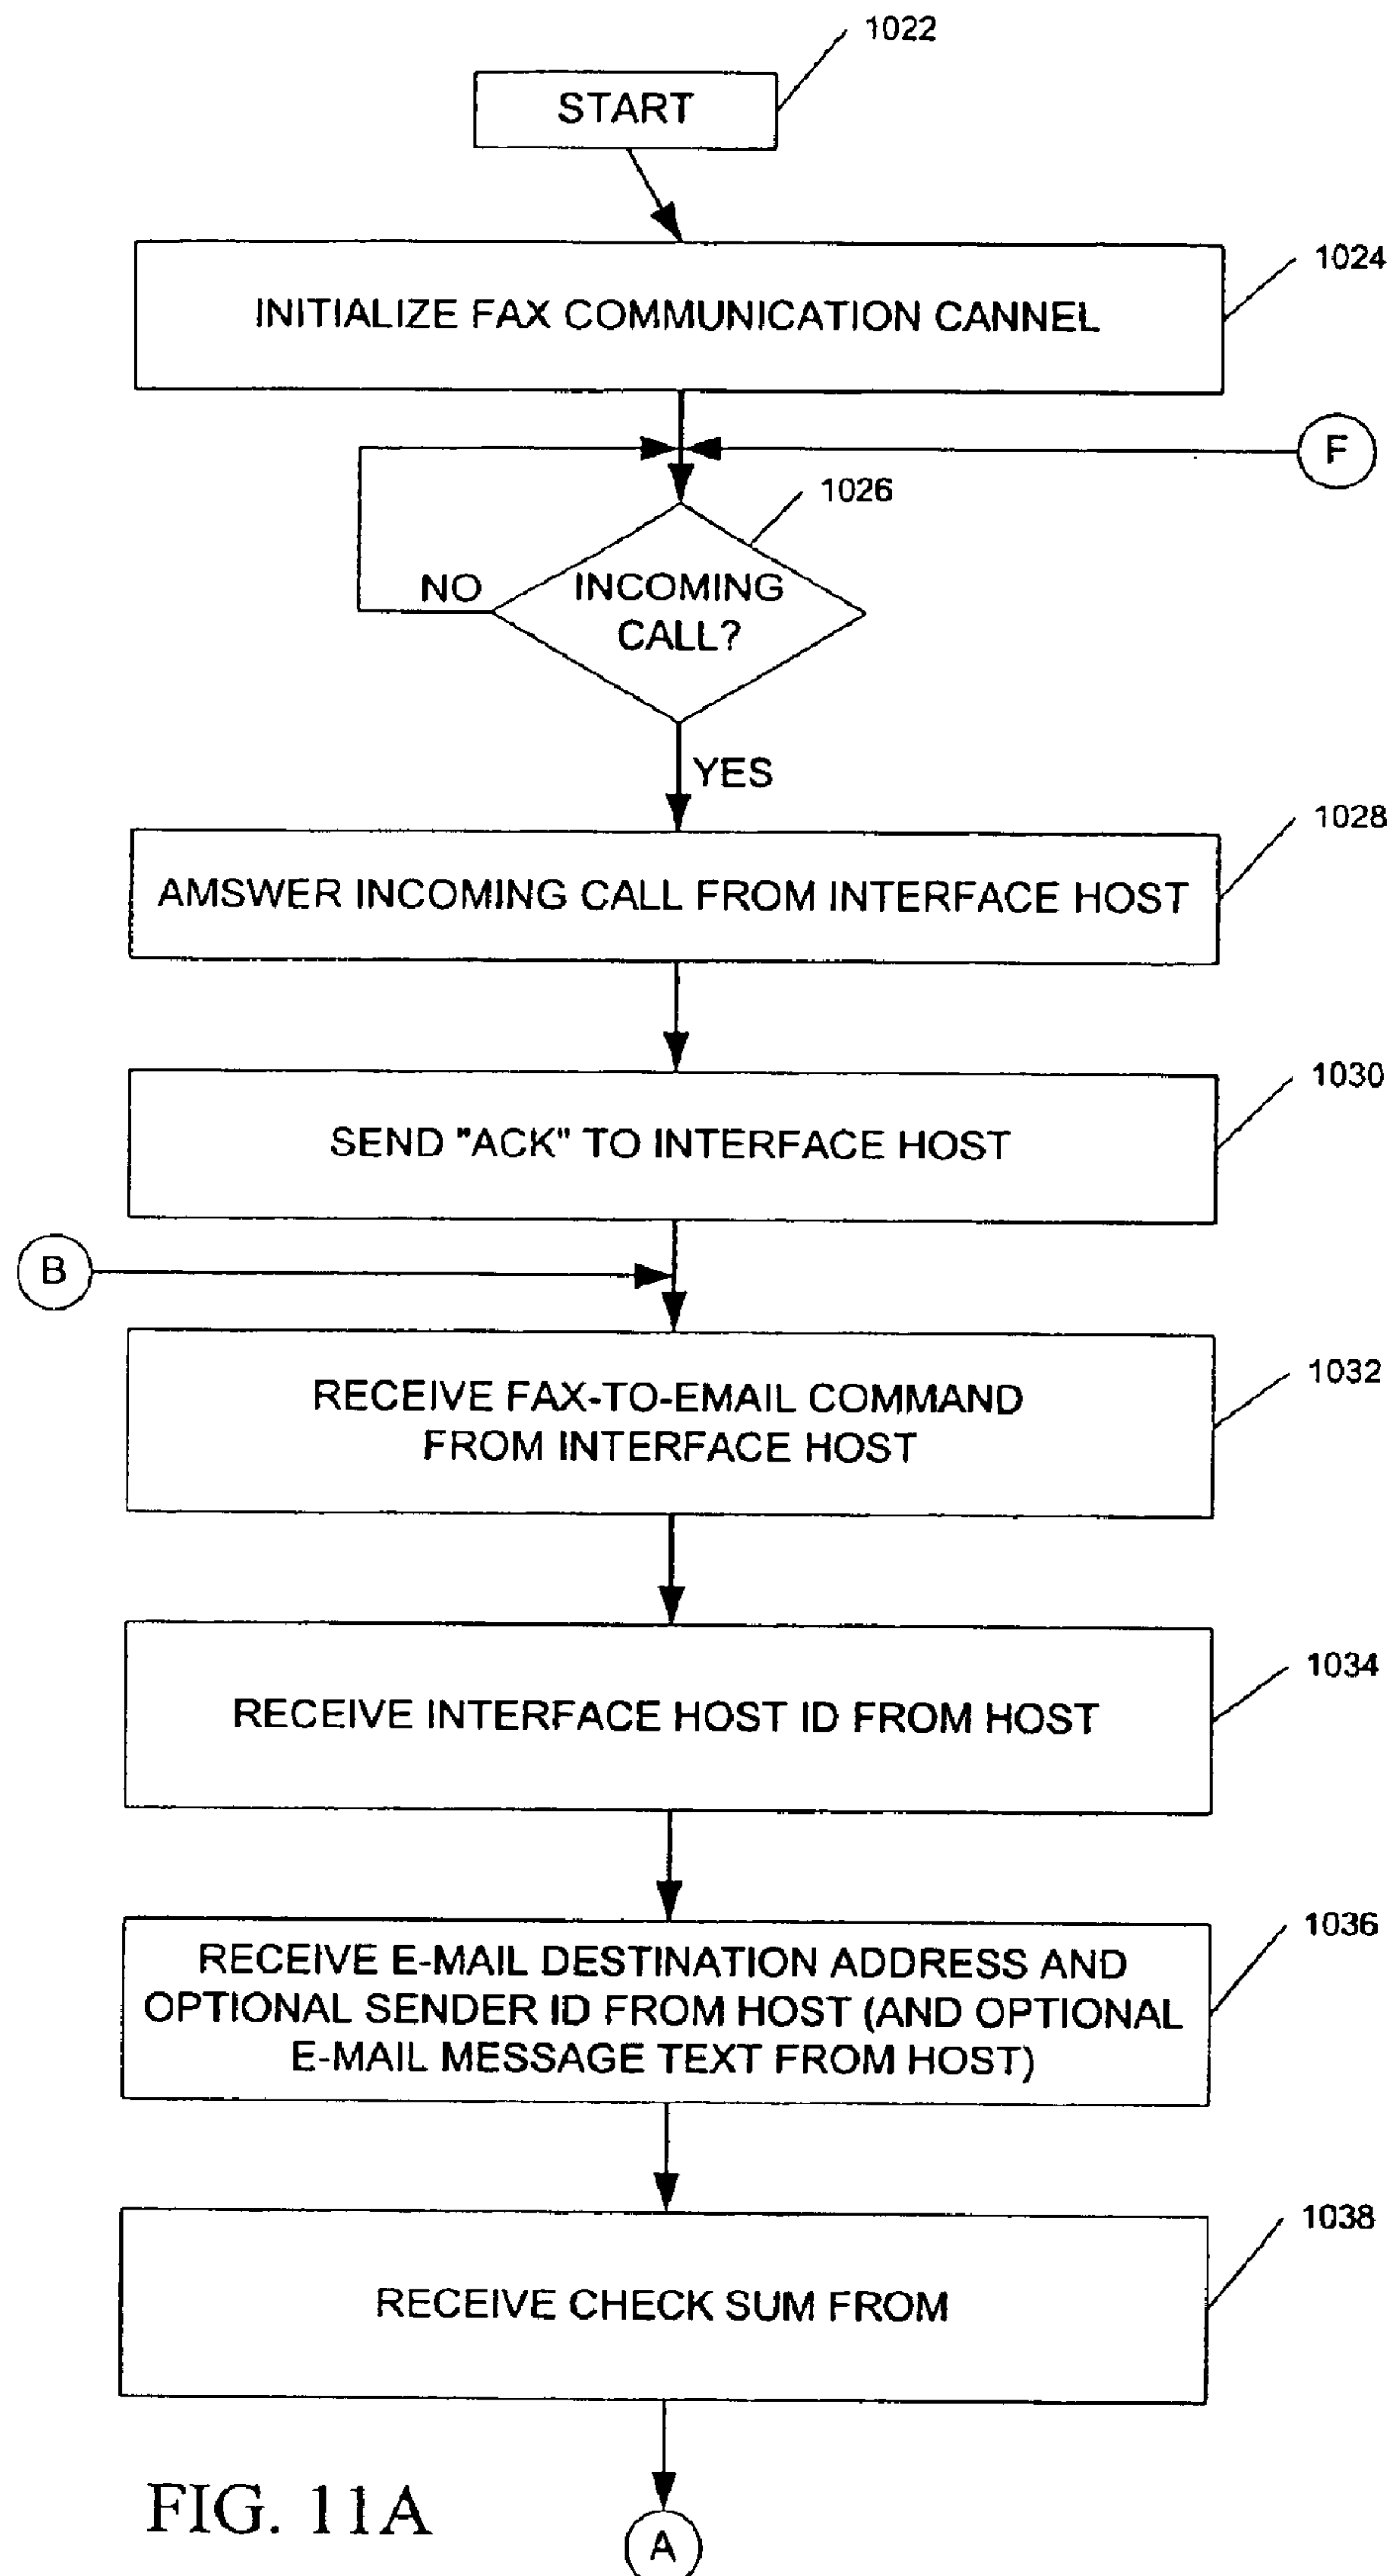 1022
START
1024
INITIALIZE FAX COMMUNICATION CANNEL
F
1026
NO
INCOMING
CALL?
YES
1028
AMSWER INCOMING CALL FROM INTERFACE HOST
1030
SEND "ACK" TO INTERFACE HOST
B
1032
RECEIVE FAX-TO-EMAIL COMMAND
FROM INTERFACE HOST
1034
RECEIVE INTERFACE HOST ID FROM HOST
1036
RECEIVE E-MAIL DESTINATION ADDRESS AND
OPTIONAL SENDER ID FROM HOST (AND OPTIONAL
E-MAIL MESSAGE TEXT FROM HOST)
1038
RECEIVE CHECK SUM FROM
FIG. 11A
A